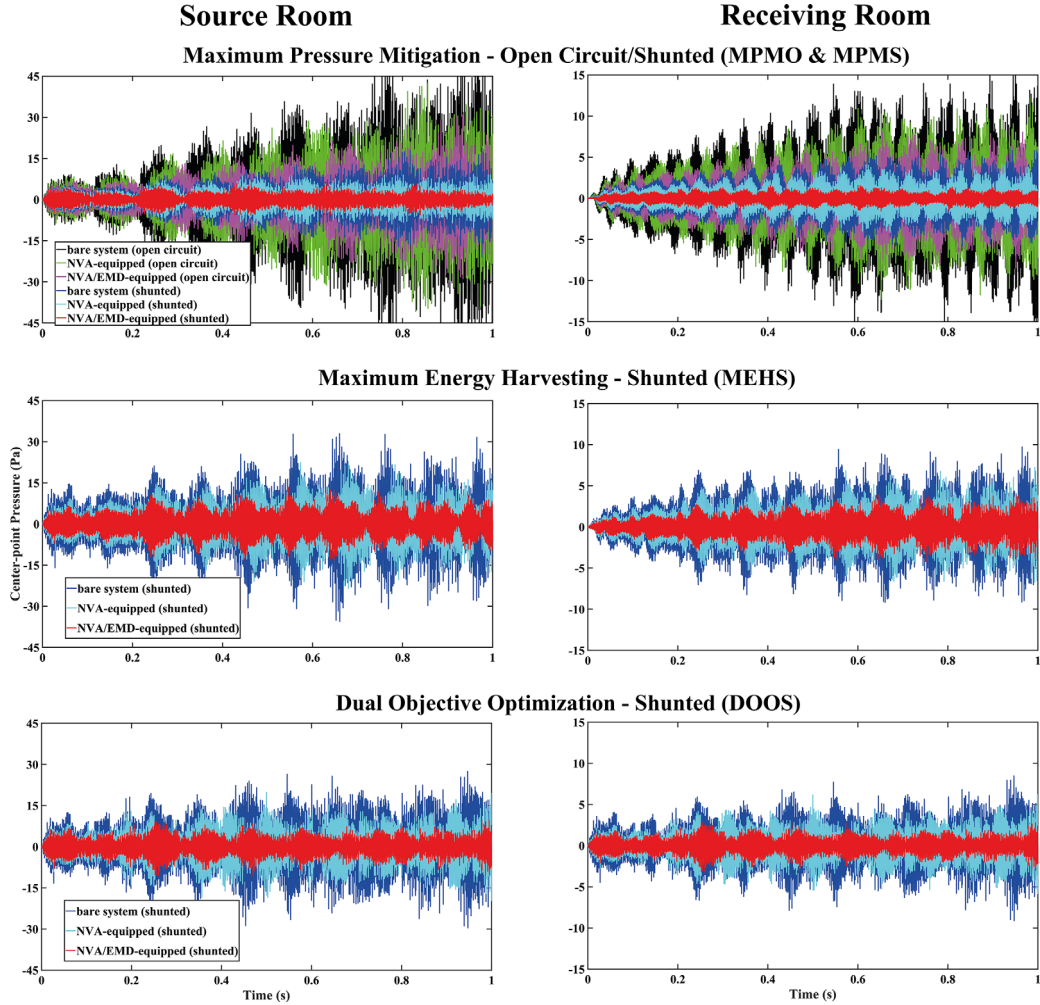 Source Room
Receiving Room
Maximum Pressure Mitigation - Open Circuit/Shunted (MPMO & MPMS)
45
30
15
0
-15
-30
-45
bare system (open circuit)
NVA-equipped (open circuit)
NVA/EMD-equipped (open circuit)
bare system (shunted)
NVA-equipped (shunted)
NVA/EMD-equipped (shunted)
0 0.2 0.4 0.6 0.8 1
15
10
5
0
-5
-10
-15
0 0.2 0.4 0.6 0.8 1
Maximum Energy Harvesting - Shunted (MEHS)
Center-point Pressure (Pa)
45
30
15
0
-15
-30
-45
bare system (shunted)
NVA-equipped (shunted)
NVA/EMD-equipped (shunted)
0 0.2 0.4 0.6 0.8 1
15
10
5
0
-5
-10
-15
0 0.2 0.4 0.6 0.8 1
Dual Objective Optimization - Shunted (DOOS)
45
30
15
0
-15
-30
-45
bare system (shunted)
NVA-equipped (shunted)
NVA/EMD-equipped (shunted)
0 0.2 0.4 0.6 0.8 1
Time (s)
15
10
5
0
-5
-10
-15
0 0.2 0.4 0.6 0.8 1
Time (s)